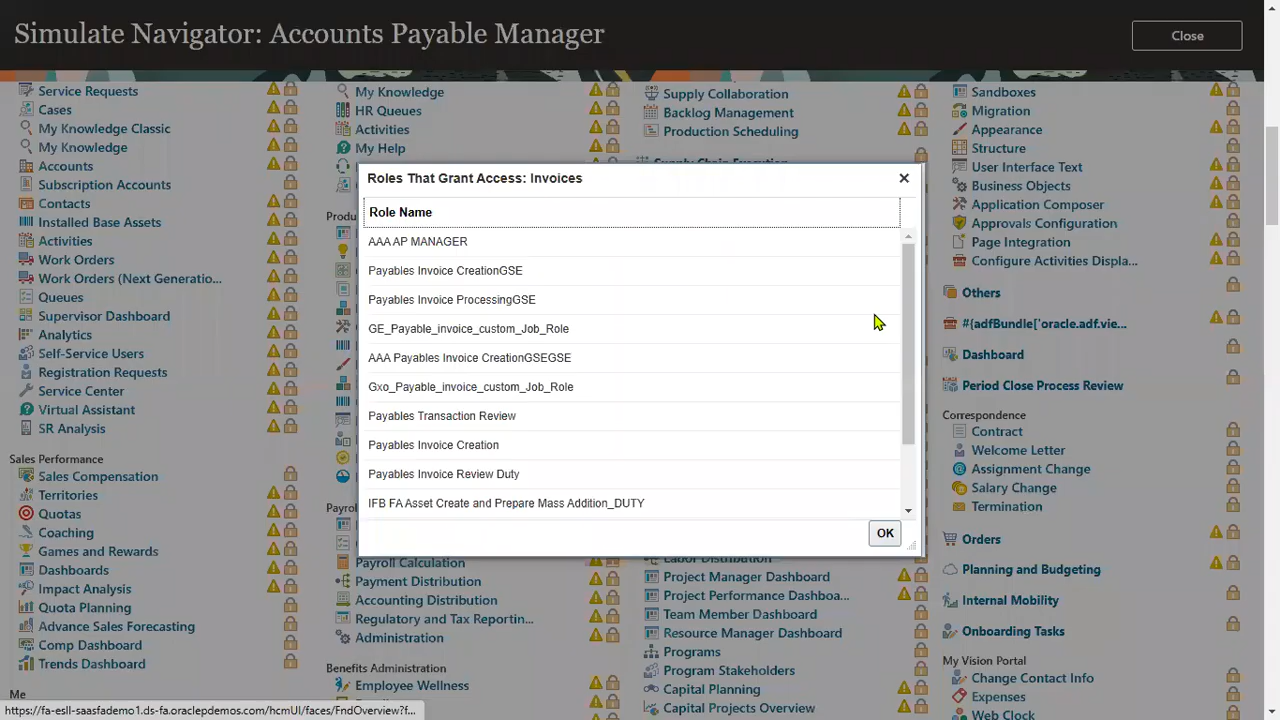 Simulate Navigator: Accounts Payable Manager
Close
Service Requests
Cases
My Knowledge Classic
My Knowledge
Accounts
Subscription Accounts
Contacts
Installed Base Assets
Activities
Work Orders
Work Orders (Next Generatio...
Queues
Supervisor Dashboard
Analytics
Self-Service Users
Registration Requests
Service Center
Virtual Assistant
SR Analysis
Sales Performance
Sales Compensation
Territories
Quotas
Coaching
Games and Rewards
Dashboards
Impact Analysis
Quota Planning
Advance Sales Forecasting
Comp Dashboard
Trends Dashboard
Me
My Knowledge
HR Queues
Activities
My Help
Produ
Payrol
Payroll Calculation
Payment Distribution
Accounting Distribution
Regulatory and Tax Reportin...
Administration
Benefits Administration
Employee Wellness
Roles That Grant Access: Invoices
Role Name
AAA AP MANAGER
Payables Invoice CreationGSE
Payables Invoice ProcessingGSE
GE_Payable_invoice_custom_Job_Role
AAA Payables Invoice CreationGSEGSE
Gxo_Payable_invoice_custom_Job_Role
Payables Transaction Review
Payables Invoice Creation
Payables Invoice Review Duty
IFB FA Asset Create and Prepare Mass Addition_DUTY
OK
Supply Collaboration
Backlog Management
Production Scheduling
Supply Chain Execution
Labor Distribution
Project Manager Dashboard
Project Performance Dashboa...
Team Member Dashboard
Resource Manager Dashboard
Programs
Program Stakeholders
Capital Planning
Capital Projects Overview
Sandboxes
Migration
Appearance
Structure
User Interface Text
Business Objects
Application Composer
Approvals Configuration
Page Integration
Configure Activities Displa...
Others
#{adfBundle['oracle.adf.vie...
Dashboard
Period Close Process Review
Correspondence
Contract
Welcome Letter
Assignment Change
Salary Change
Termination
Orders
Planning and Budgeting
Internal Mobility
Onboarding Tasks
My Vision Portal
Change Contact Info
Expenses
Web Clock
https://fa-esll-saasfademo1.ds-fa.oraclepdemos.com/hcmUI/faces/FndOverview?f...